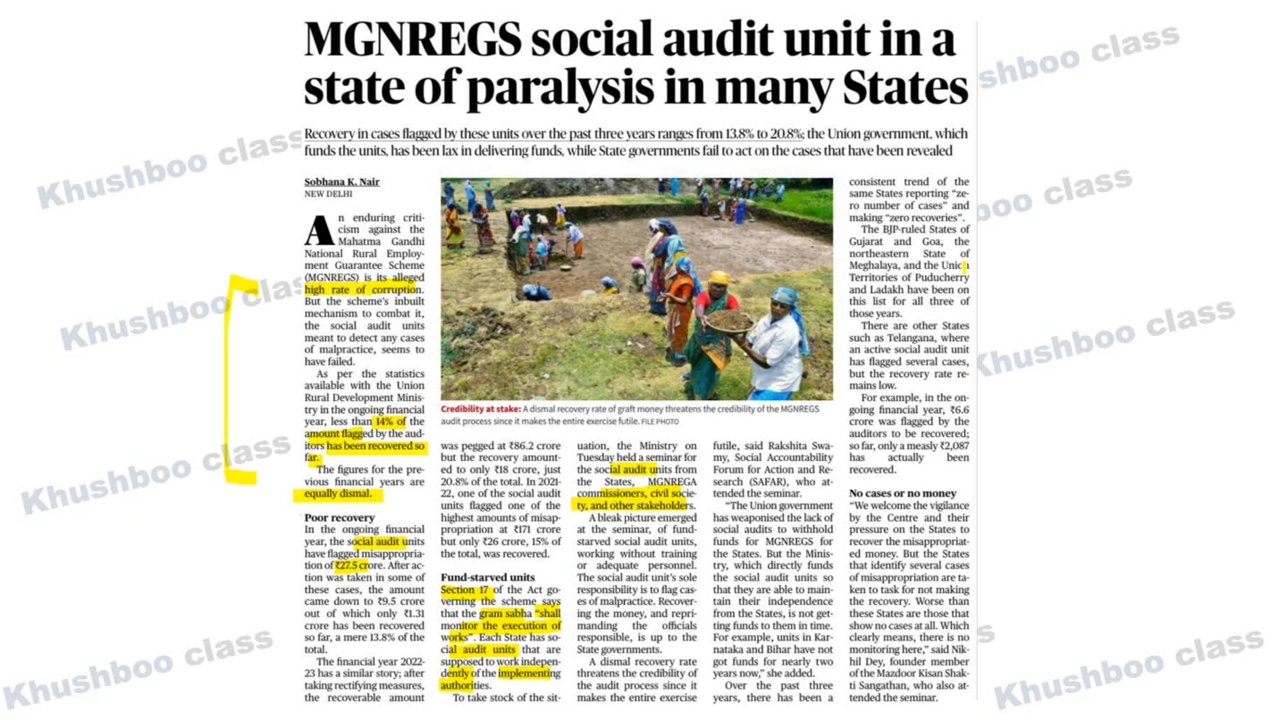 MGNREGS social audit unit in a
state of paralysis in many States
Recovery in cases flagged by these units over the past three years ranges from 13.8% to 20.8%; the Union government, which
funds the units, has been lax in delivering funds, while State governments fail to act on the cases that have been revealed
Sobhana K. Nair
NEW DELHI
An enduring criti-
cism against the
Mahatma Gandhi
National Rural Employ-
ment Guarantee Scheme
(MGNREGS) is its alleged
high rate of corruption.
But the scheme's inbuilt
mechanism to combat it,
the social audit units
meant to detect any cases
of malpractice, seems to
have failed.
As per the statistics
available with the Union
Rural Development Minis-
try in the ongoing financial
year, less than 14% of the
amount flagged by the aud-
itors has been recovered so
far.
The figures for the pre-
vious financial years are
equally dismal.
Poor recovery
In the ongoing financial
year, the social audit units
have flagged misappropria-
tion of ₹27.5 crore. After ac-
tion was taken in some of
these cases, the amount
came down to ₹9.5 crore
out of which only ₹1.31
crore has been recovered
so far, a mere 13.8% of the
total.
The financial year 2022-
23 has a similar story; after
taking rectifying measures,
the recoverable amount
Credibility at stake: A dismal recovery rate of graft money threatens the credibility of the MGNREGS
audit process since it makes the entire exercise futile. FILE PHOTO
was pegged at ₹86.2 crore
but the recovery amount-
ed to only ₹18 crore, just
20.8% of the total. In 2021-
22, one of the social audit
units flagged one of the
highest amounts of misap-
propriation at ₹171 crore
but only ₹26 crore, 15% of
the total, was recovered.
Fund-starved units
Section 17 of the Act go-
verning the scheme says
that the gram sabha “shall
monitor the execution of
works”. Each State has so-
cial audit units that are
supposed to work indepen-
dently of the implementing
authorities.
To take stock of the sit-
uation, the Ministry on
Tuesday held a seminar for
the social audit units from
the States, MNREGA
commissioners, civil socie-
ty, and other stakeholders.
A bleak picture emerged
at the seminar, of fund-
starved social audit units,
working without training
or adequate personnel.
The social audit unit's sole
responsibility is to flag cas-
es of malpractice. Recover-
ing the money, and repri-
manding the officials
responsible, is up to the
State governments.
A dismal recovery rate
threatens the credibility of
the audit process since it
makes the entire exercise
futile, said Rakshita Swa-
my, Social Accountability
Forum for Action and Re-
search (SAFAR), who at-
tended the seminar.
“The Union government
has weaponised the lack of
social audits to withhold
funds for MGNREGS for
the States. But the Minis-
try, which directly funds
the social audit units so
that they are able to main-
tain their independence
from the States, is not get-
ting funds to them in time.
For example, units in Kar-
nataka and Bihar have not
got funds for nearly two
years now,” she added.
Over the past three
years, there has been a
consistent trend of the
same States reporting “ze-
ro number of cases” and
making “zero recoveries”.
The BJP-ruled States of
Gujarat and Goa, the
northeastern State of
Meghalaya, and the Union
Territories of Puducherry
and Ladakh have been on
this list for all three of
those years.
There are other States
such as Telangana, where
an active social audit unit
has flagged several cases,
but the recovery rate re-
mains low.
For example, in the on-
going financial year, ₹6.6
crore was flagged by the
auditors to be recovered;
so far, only a measly ₹2,087
has actually been
recovered.
No cases or no money
“We welcome the vigilance
by the Centre and their
pressure on the States to
recover the misappropriat-
ed money. But the States
that identify several cases
of misappropriation are ta-
ken to task for not making
the recovery. Worse than
these States are those that
show no cases at all. Which
clearly means, there is no
monitoring here,” said Nik-
hil Dey, founder member
of the Mazdoor Kisan Shak-
ti Sangathan, who also at-
tended the seminar.
Khushboo class
Khushboo class
Khushboo class
Khushboo class
shboo class
boo class
Khushboo class
s
Khushboo class